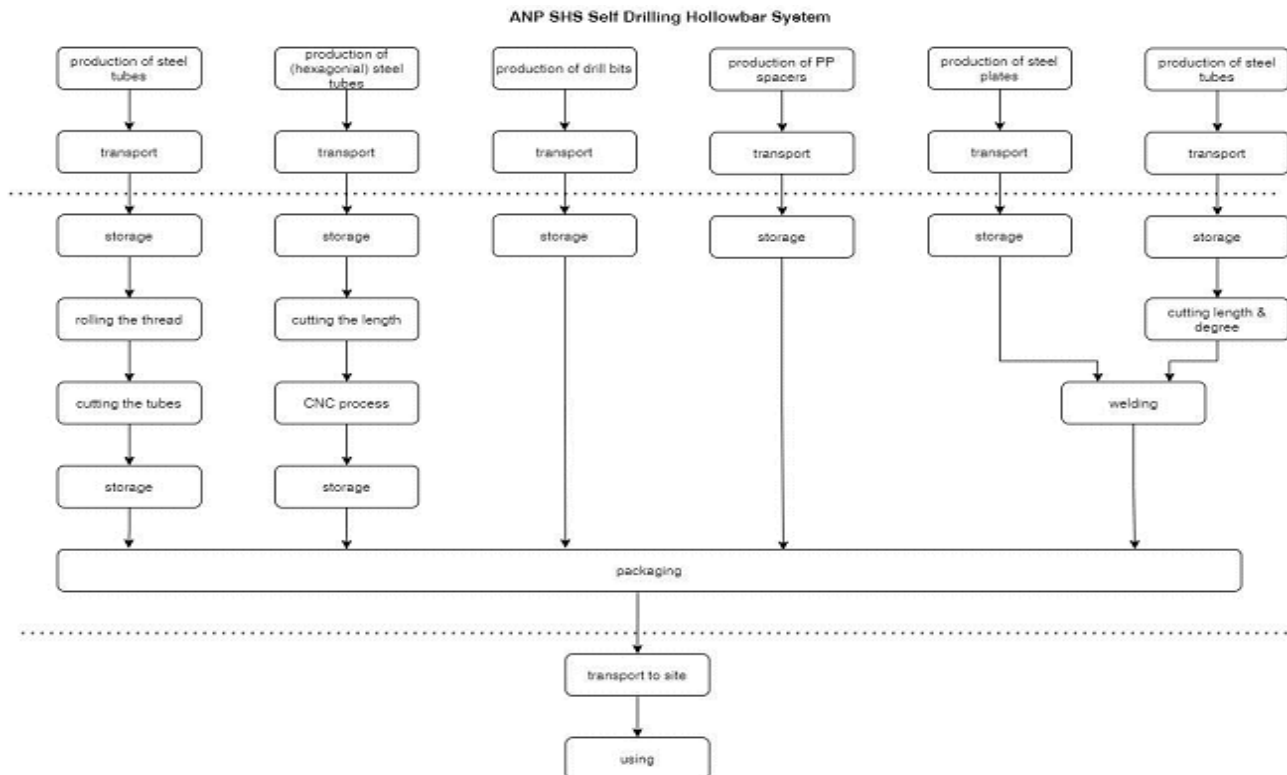 ANP SHS Self Drilling Hollowbar System
production of steel
tubes
production of
(hexagonial) steel
tubes
production of drill bits
production of PP
spacers
production of steel
plates
production of steel
tubes
transport
transport
transport
transport
transport
transport
storage
storage
storage
storage
storage
storage
rolling the thread
cutting the length
cutting length &
degree
cutting the tubes
CNC process
welding
storage
storage
packaging
transport to site
using